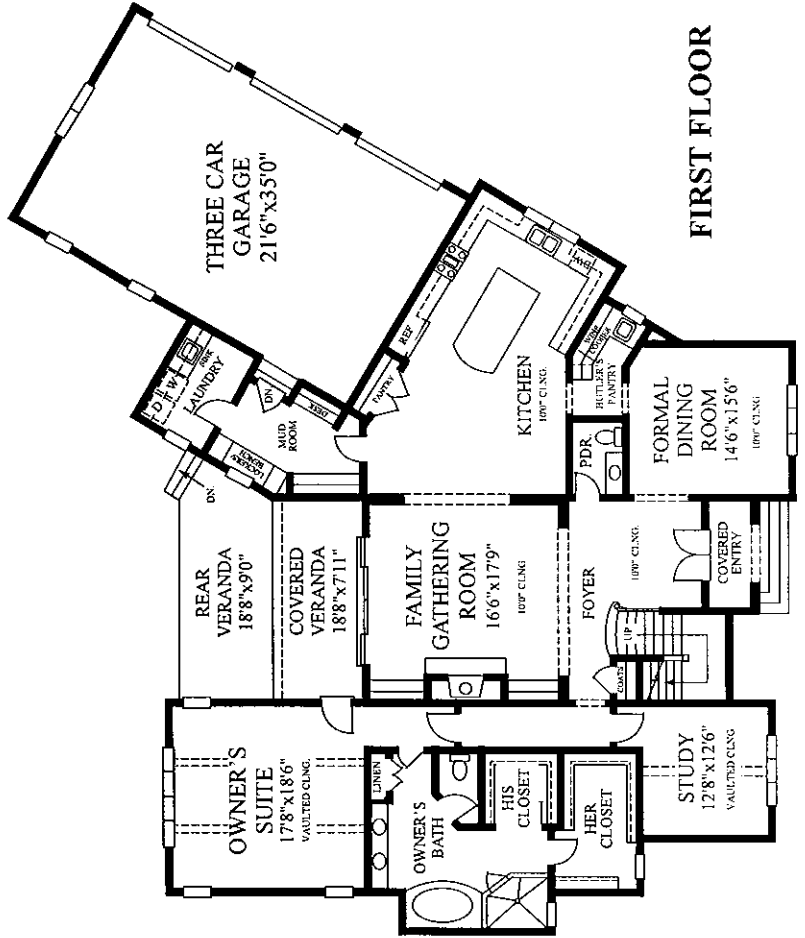 FIRST FLOOR
THREE CAR
GARAGE
21'6"x35'0"
LAUNDRY
SINK
D
W
DN
MUD
ROOM
DESK
LOCKERS/
BENCH
DN.
REF
PANTRY
KITCHEN
10'0" CLNG.
DW
WINE
COOLER
BUTLER'S
PANTRY
PDR.
FORMAL
DINING
ROOM
14'6"x15'6"
10'0" CLNG
REAR
VERANDA
18'8"x9'0"
COVERED
VERANDA
18'8"x7'11"
FAMILY
GATHERING
ROOM
16'6"x17'9"
10'0" CLNG
FOYER
10'0" CLNG.
COVERED
ENTRY
UP
COATS
OWNER'S
SUITE
17'8"x18'6"
VAULTED CLNG.
LINEN
OWNER'S
BATH
HIS
CLOSET
HER
CLOSET
STUDY
12'8"x12'6"
VAULTED CLNG